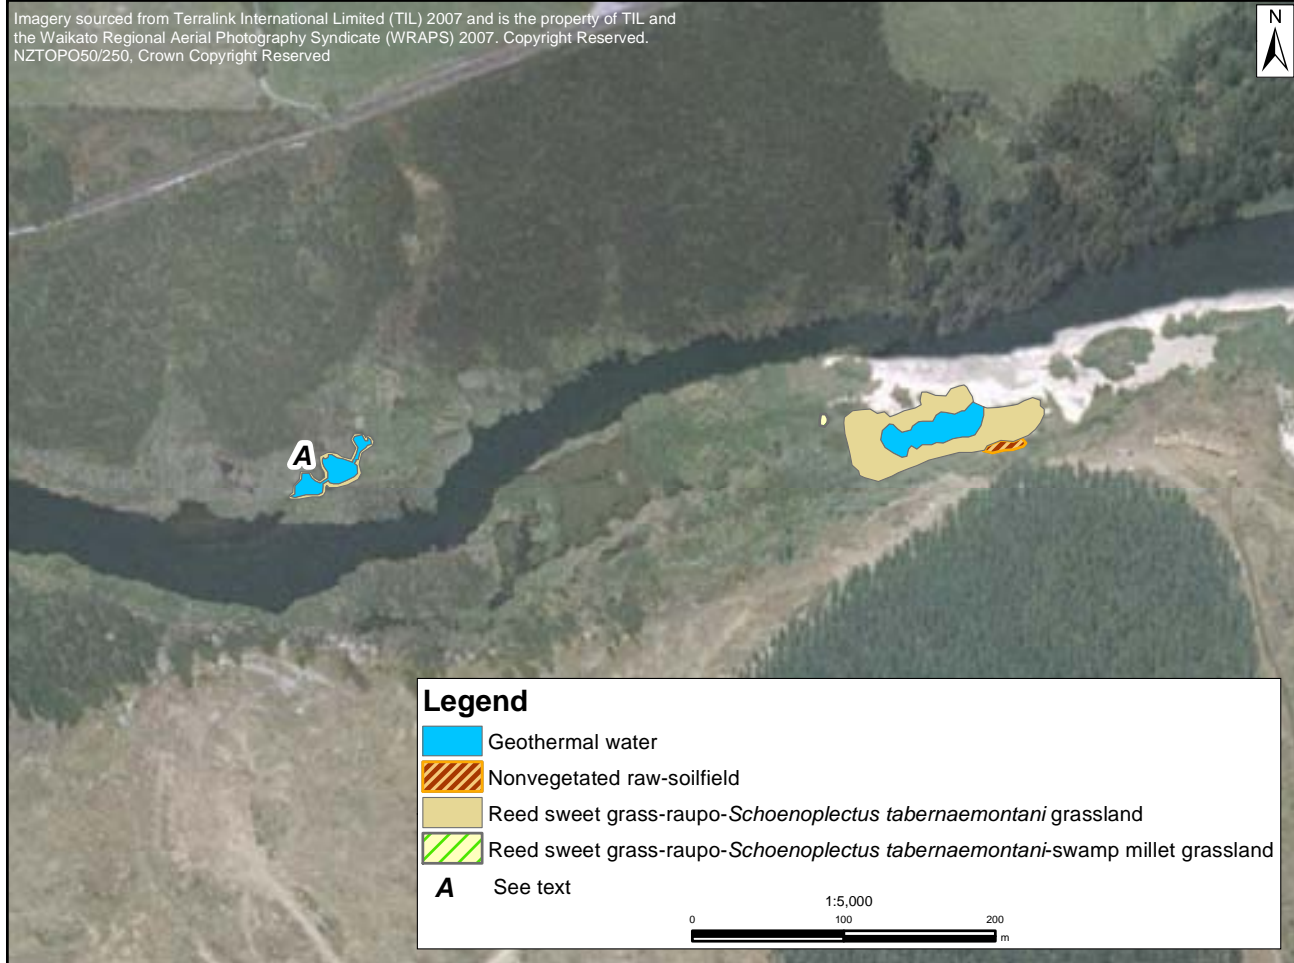 Imagery sourced from Terralink International Limited (TIL) 2007 and is the property of TIL and
the Waikato Regional Aerial Photography Syndicate (WRAPS) 2007. Copyright Reserved.
NZTOPO50/250, Crown Copyright Reserved
N
A
Legend
Geothermal water
Nonvegetated raw-soilfield
Reed sweet grass-raupo-Schoenoplectus tabernaemontani grassland
Reed sweet grass-raupo-Schoenoplectus tabernaemontani-swamp millet grassland
A See text
1:5,000
0 100 200
m